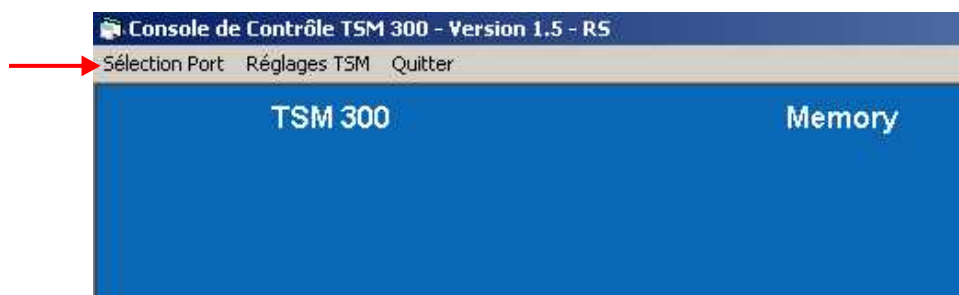 Console de Contrôle TSM 300 - Version 1.5 - RS
Sélection Port Réglages TSM Quitter
TSM 300 Memory